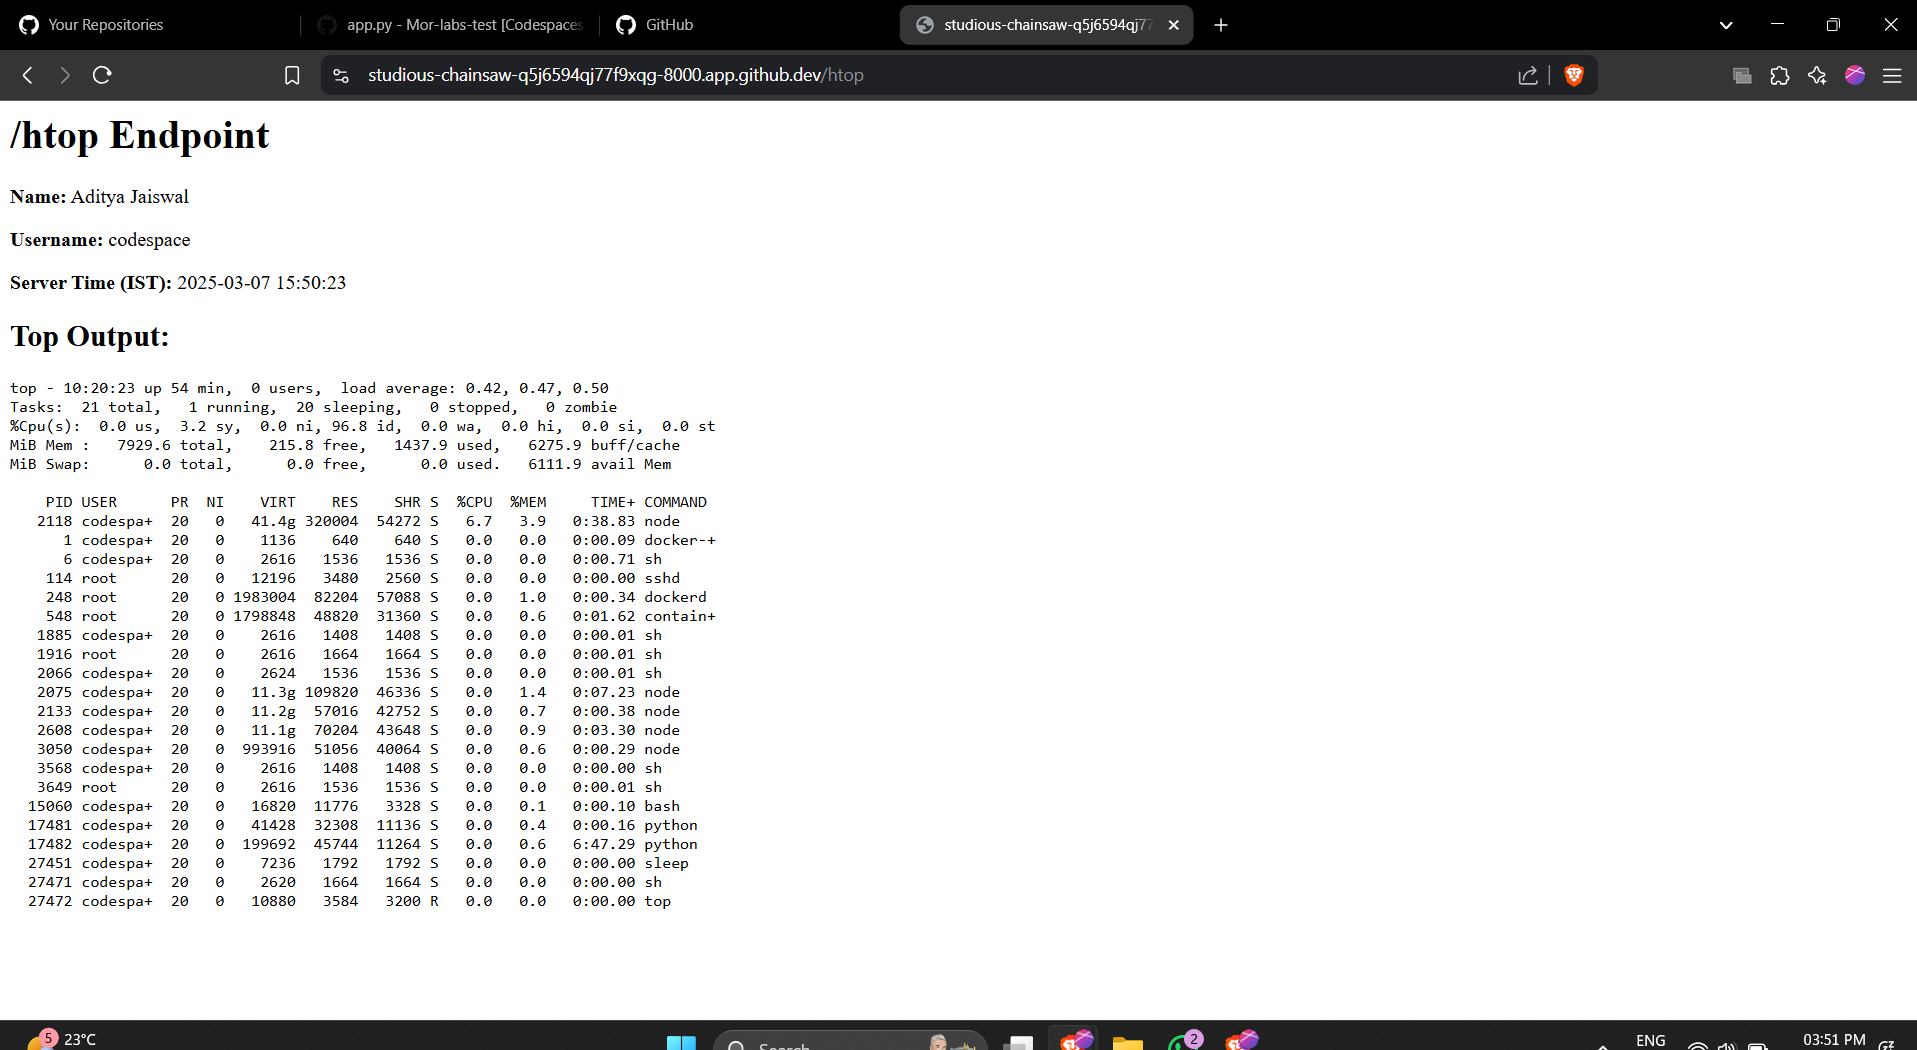 Your Repositories
app.py - Mor-labs-test [Codespaces
GitHub
studious-chainsaw-q5j6594qj77
studious-chainsaw-q5j6594qj77f9xqg-8000.app.github.dev/htop
/htop Endpoint
Name: Aditya Jaiswal
Username: codespace
Server Time (IST): 2025-03-07 15:50:23
Top Output:
top - 10:20:23 up 54 min,  0 users,  load average: 0.42, 0.47, 0.50
Tasks:  21 total,   1 running,  20 sleeping,   0 stopped,   0 zombie
%Cpu(s):  0.0 us,  3.2 sy,  0.0 ni, 96.8 id,  0.0 wa,  0.0 hi,  0.0 si,  0.0 st
MiB Mem :   7929.6 total,    215.8 free,   1437.9 used,   6275.9 buff/cache
MiB Swap:      0.0 total,      0.0 free,      0.0 used.   6111.9 avail Mem
    PID USER      PR  NI    VIRT    RES    SHR S  %CPU  %MEM     TIME+ COMMAND
   2118 codespa+  20   0   41.4g 320004  54272 S   6.7   3.9   0:38.83 node
      1 codespa+  20   0    1136    640    640 S   0.0   0.0   0:00.09 docker-+
      6 codespa+  20   0    2616   1536   1536 S   0.0   0.0   0:00.71 sh
    114 root      20   0   12196   3480   2560 S   0.0   0.0   0:00.00 sshd
    248 root      20   0 1983004  82204  57088 S   0.0   1.0   0:00.34 dockerd
    548 root      20   0 1798848  48820  31360 S   0.0   0.6   0:01.62 contain+
   1885 codespa+  20   0    2616   1408   1408 S   0.0   0.0   0:00.01 sh
   1916 root      20   0    2616   1664   1664 S   0.0   0.0   0:00.01 sh
   2066 codespa+  20   0    2624   1536   1536 S   0.0   0.0   0:00.01 sh
   2075 codespa+  20   0   11.3g 109820  46336 S   0.0   1.4   0:07.23 node
   2133 codespa+  20   0   11.2g  57016  42752 S   0.0   0.7   0:00.38 node
   2608 codespa+  20   0   11.1g  70204  43648 S   0.0   0.9   0:03.30 node
   3050 codespa+  20   0  993916  51056  40064 S   0.0   0.6   0:00.29 node
   3568 codespa+  20   0    2616   1408   1408 S   0.0   0.0   0:00.00 sh
   3649 root      20   0    2616   1536   1536 S   0.0   0.0   0:00.01 sh
  15060 codespa+  20   0   16820  11776   3328 S   0.0   0.1   0:00.10 bash
  17481 codespa+  20   0   41428  32308  11136 S   0.0   0.4   0:00.16 python
  17482 codespa+  20   0  199692  45744  11264 S   0.0   0.6   6:47.29 python
  27451 codespa+  20   0    7236   1792   1792 S   0.0   0.0   0:00.00 sleep
  27471 codespa+  20   0    2620   1664   1664 S   0.0   0.0   0:00.00 sh
  27472 codespa+  20   0   10880   3584   3200 R   0.0   0.0   0:00.00 top
5
23°C
Search
2
ENG
03:51 PM